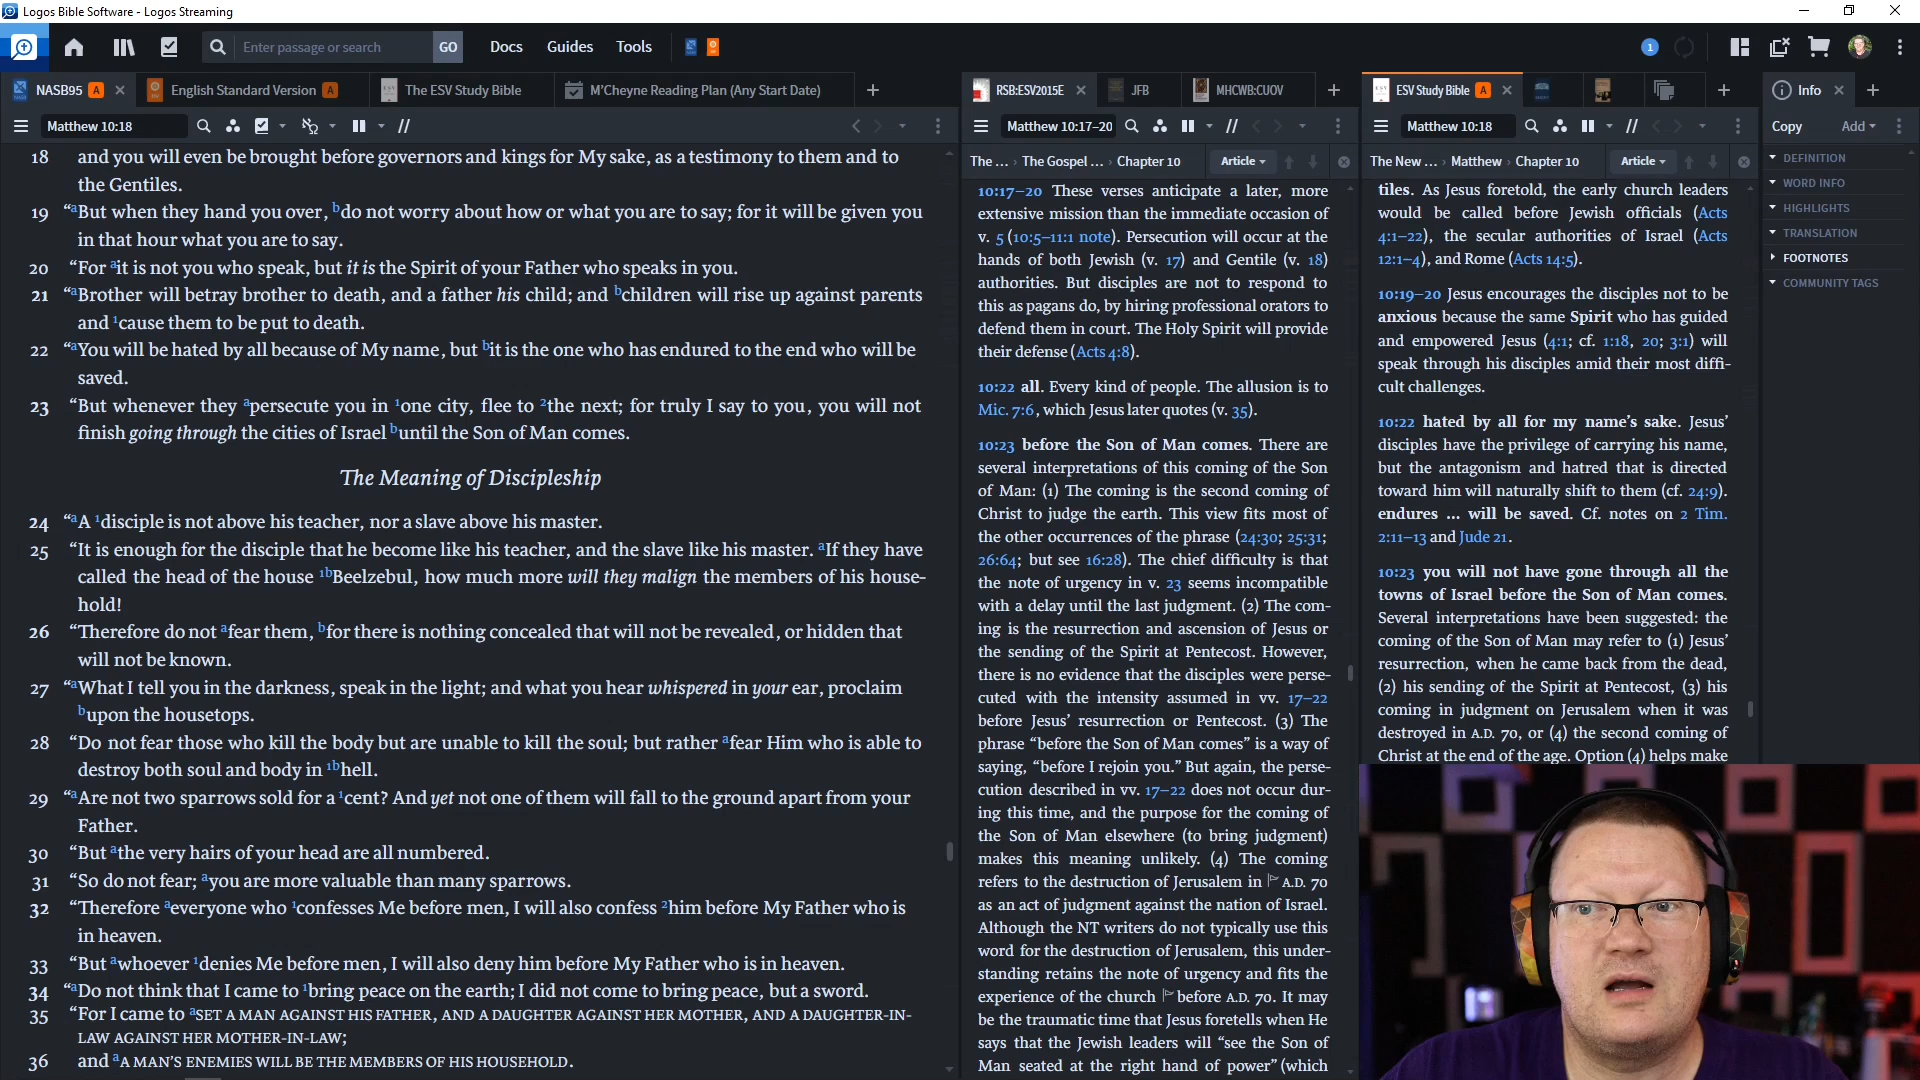 Logos Bible Software - Logos Streaming
Enter passage or search GO Docs Guides Tools 1
NASB95 A English Standard Version A The ESV Study Bible M'Cheyne Reading Plan (Any Start Date)
Matthew 10:18
18 and you will even be brought before governors and kings for My sake, as a testimony to them and to
the Gentiles.
19 “aBut when they hand you over, bdo not worry about how or what you are to say; for it will be given you
in that hour what you are to say.
20 “For ait is not you who speak, but it is the Spirit of your Father who speaks in you.
21 “aBrother will betray brother to death, and a father his child; and bchildren will rise up against parents
and 1cause them to be put to death.
22 “aYou will be hated by all because of My name, but bit is the one who has endured to the end who will be
saved.
23 “But whenever they apersecute you in 1one city, flee to 2the next; for truly I say to you, you will not
finish going through the cities of Israel buntil the Son of Man comes.
The Meaning of Discipleship
24 “aA 1disciple is not above his teacher, nor a slave above his master.
25 “It is enough for the disciple that he become like his teacher, and the slave like his master. aIf they have
called the head of the house 1bBeelzebul, how much more will they malign the members of his house-
hold!
26 “Therefore do not afear them, bfor there is nothing concealed that will not be revealed, or hidden that
will not be known.
27 “aWhat I tell you in the darkness, speak in the light; and what you hear whispered in your ear, proclaim
bupon the housetops.
28 “Do not fear those who kill the body but are unable to kill the soul; but rather afear Him who is able to
destroy both soul and body in 1bhell.
29 “aAre not two sparrows sold for a 1cent? And yet not one of them will fall to the ground apart from your
Father.
30 “But athe very hairs of your head are all numbered.
31 “So do not fear; ayou are more valuable than many sparrows.
32 “Therefore aeveryone who 1confesses Me before men, I will also confess 2him before My Father who is
in heaven.
33 “But awhoever 1denies Me before men, I will also deny him before My Father who is in heaven.
34 “aDo not think that I came to 1bring peace on the earth; I did not come to bring peace, but a sword.
35 “For I came to aSET A MAN AGAINST HIS FATHER, AND A DAUGHTER AGAINST HER MOTHER, AND A DAUGHTER-IN-
LAW AGAINST HER MOTHER-IN-LAW;
36 and aA MAN'S ENEMIES WILL BE THE MEMBERS OF HIS HOUSEHOLD.
RSB:ESV2015E JFB MHCWB:CUOV
Matthew 10:17–20
The ... › The Gospel ... › Chapter 10 Article
10:17–20 These verses anticipate a later, more
extensive mission than the immediate occasion of
v. 5 (10:5–11:1 note). Persecution will occur at the
hands of both Jewish (v. 17) and Gentile (v. 18)
authorities. But disciples are not to respond to
this as pagans do, by hiring professional orators to
defend them in court. The Holy Spirit will provide
their defense (Acts 4:8).
10:22 all. Every kind of people. The allusion is to
Mic. 7:6, which Jesus later quotes (v. 35).
10:23 before the Son of Man comes. There are
several interpretations of this coming of the Son
of Man: (1) The coming is the second coming of
Christ to judge the earth. This view fits most of
the other occurrences of the phrase (24:30; 25:31;
26:64; but see 16:28). The chief difficulty is that
the note of urgency in v. 23 seems incompatible
with a delay until the last judgment. (2) The com-
ing is the resurrection and ascension of Jesus or
the sending of the Spirit at Pentecost. However,
there is no evidence that the disciples were perse-
cuted with the intensity assumed in vv. 17–22
before Jesus' resurrection or Pentecost. (3) The
phrase “before the Son of Man comes” is a way of
saying, “before I rejoin you.” But again, the perse-
cution described in vv. 17–22 does not occur dur-
ing this time, and the purpose for the coming of
the Son of Man elsewhere (to bring judgment)
makes this meaning unlikely. (4) The coming
refers to the destruction of Jerusalem in A.D. 70
as an act of judgment against the nation of Israel.
Although the NT writers do not typically use this
word for the destruction of Jerusalem, this under-
standing retains the note of urgency and fits the
experience of the church before A.D. 70. It may
be the traumatic time that Jesus foretells when He
says that the Jewish leaders will “see the Son of
Man seated at the right hand of power” (which
ESV Study Bible A
Matthew 10:18
The New ... › Matthew › Chapter 10 Article
tiles. As Jesus foretold, the early church leaders
would be called before Jewish officials (Acts
4:1–22), the secular authorities of Israel (Acts
12:1–4), and Rome (Acts 14:5).
10:19–20 Jesus encourages the disciples not to be
anxious because the same Spirit who has guided
and empowered Jesus (4:1; cf. 1:18, 20; 3:1) will
speak through his disciples amid their most diffi-
cult challenges.
10:22 hated by all for my name's sake. Jesus'
disciples have the privilege of carrying his name,
but the antagonism and hatred that is directed
toward him will naturally shift to them (cf. 24:9).
endures ... will be saved. Cf. notes on 2 Tim.
2:11–13 and Jude 21.
10:23 you will not have gone through all the
towns of Israel before the Son of Man comes.
Several interpretations have been suggested: the
coming of the Son of Man may refer to (1) Jesus'
resurrection, when he came back from the dead,
(2) his sending of the Spirit at Pentecost, (3) his
coming in judgment on Jerusalem when it was
destroyed in A.D. 70, or (4) the second coming of
Christ at the end of the age. Option (4) helps make
Info
Copy Add
DEFINITION
WORD INFO
HIGHLIGHTS
TRANSLATION
FOOTNOTES
COMMUNITY TAGS